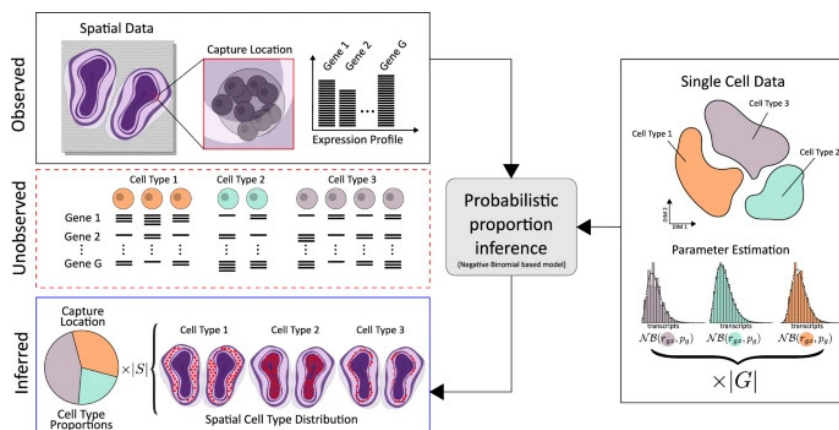 Observed
Spatial Data
Capture Location
Gene 1
Gene 2
Gene G
...
Expression Profile
Unobserved
Cell Type 1
Cell Type 2
Cell Type 3
Gene 1
Gene 2
Gene G
Inferred
Capture
Location
Cell Type
Proportions
×|S|
Cell Type 1
Cell Type 2
Cell Type 3
Spatial Cell Type Distribution
Probabilistic
proportion
inference
(Negative Binomial based model)
Single Cell Data
Cell Type 3
Cell Type 1
Cell Type 2
DIM 2
DIM 1
Parameter Estimation
transcripts
transcripts
transcripts
NB(r_gz, p_g)
NB(r_gz, p_g)
NB(r_gz, p_g)
×|G|